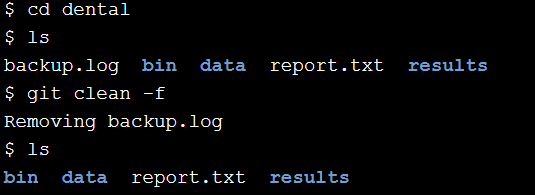 $ cd dental
$ ls
backup.log  bin  data  report.txt  results
$ git clean -f
Removing backup.log
$ ls
bin  data  report.txt  results